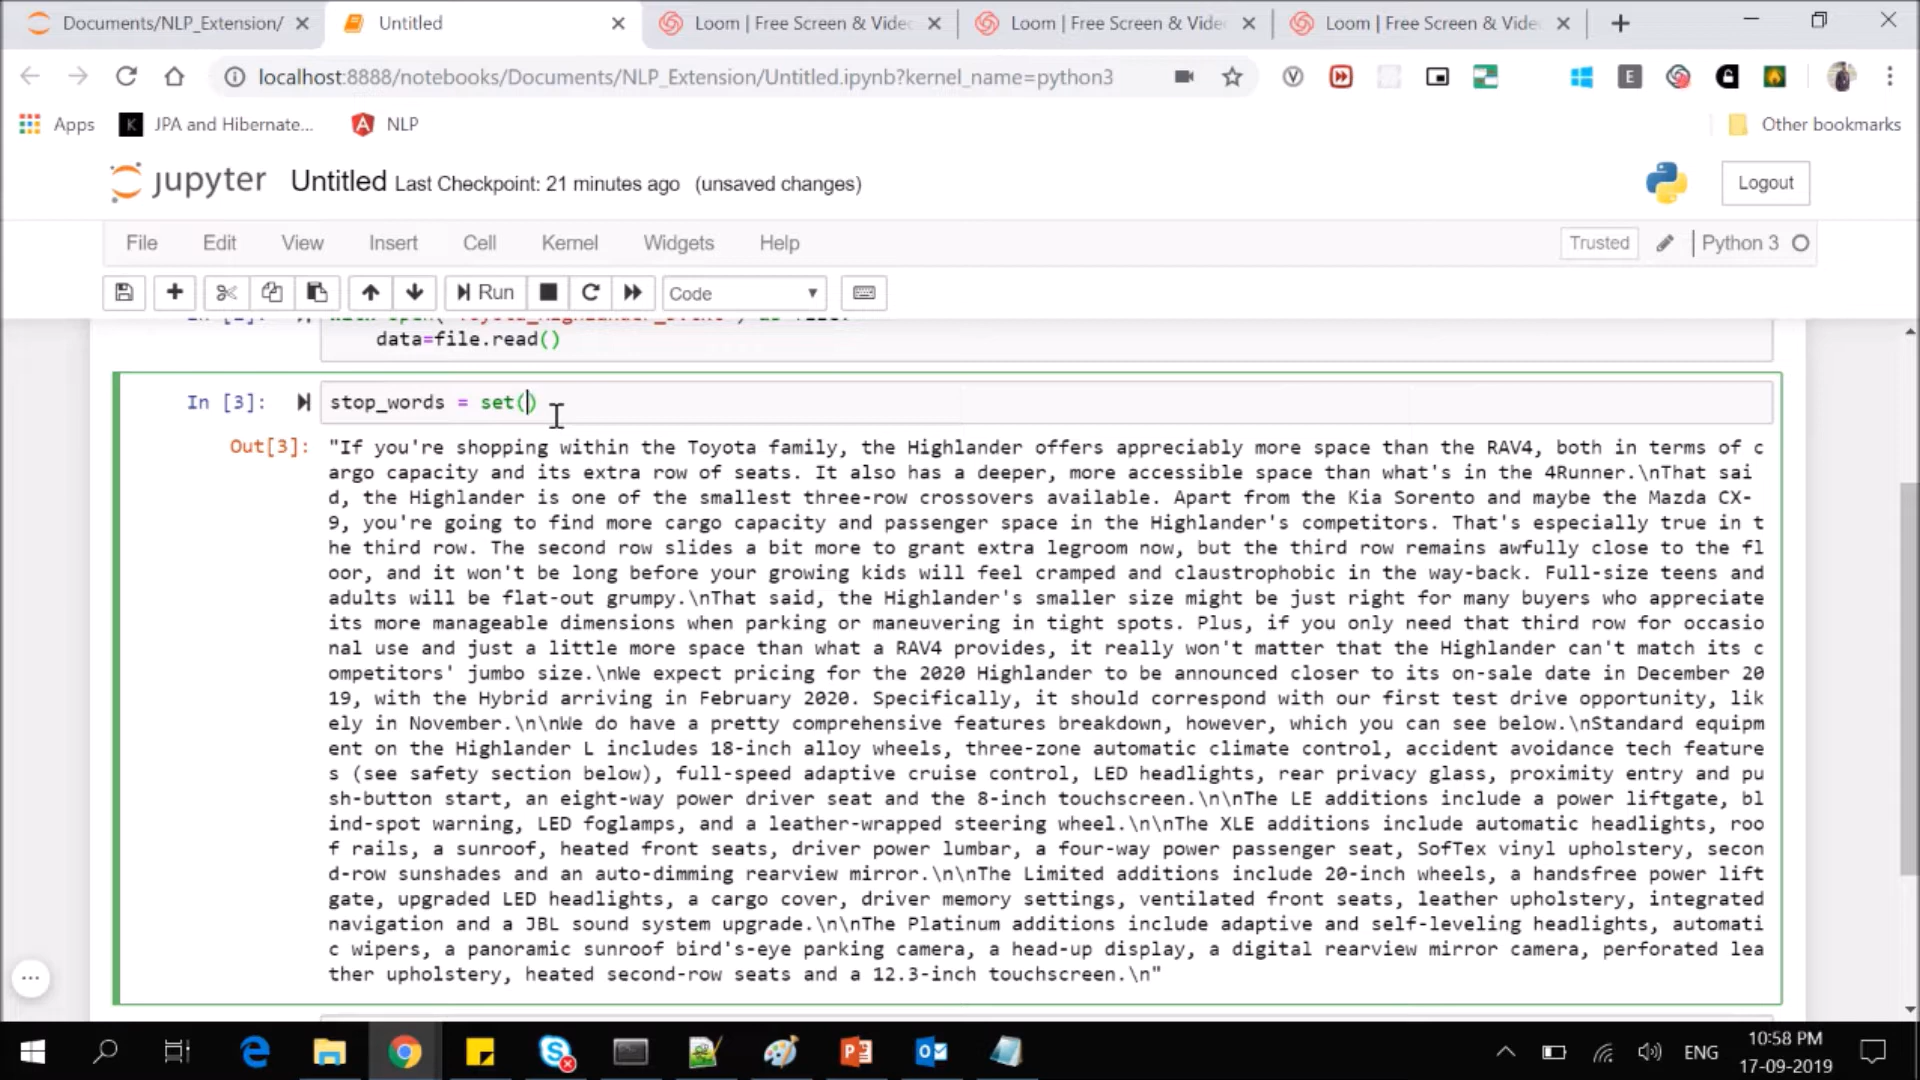 Documents/NLP_Extension/
Untitled
Loom | Free Screen & Vide
Loom | Free Screen & Vide
Loom | Free Screen & Vide
localhost:8888/notebooks/Documents/NLP_Extension/Untitled.ipynb?kernel_name=python3
Apps
JPA and Hibernate...
NLP
Other bookmarks
jupyter Untitled Last Checkpoint: 21 minutes ago (unsaved changes)
Logout
File Edit View Insert Cell Kernel Widgets Help
Trusted
Python 3
Run
Code
data=file.read()
In [3]: stop_words = set()
Out[3]: "If you're shopping within the Toyota family, the Highlander offers appreciably more space than the RAV4, both in terms of c
argo capacity and its extra row of seats. It also has a deeper, more accessible space than what's in the 4Runner.\nThat sai
d, the Highlander is one of the smallest three-row crossovers available. Apart from the Kia Sorento and maybe the Mazda CX-
9, you're going to find more cargo capacity and passenger space in the Highlander's competitors. That's especially true in t
he third row. The second row slides a bit more to grant extra legroom now, but the third row remains awfully close to the fl
oor, and it won't be long before your growing kids will feel cramped and claustrophobic in the way-back. Full-size teens and
adults will be flat-out grumpy.\nThat said, the Highlander's smaller size might be just right for many buyers who appreciate
its more manageable dimensions when parking or maneuvering in tight spots. Plus, if you only need that third row for occasio
nal use and just a little more space than what a RAV4 provides, it really won't matter that the Highlander can't match its c
ompetitors' jumbo size.\nWe expect pricing for the 2020 Highlander to be announced closer to its on-sale date in December 20
19, with the Hybrid arriving in February 2020. Specifically, it should correspond with our first test drive opportunity, lik
ely in November.\n\nWe do have a pretty comprehensive features breakdown, however, which you can see below.\nStandard equipm
ent on the Highlander L includes 18-inch alloy wheels, three-zone automatic climate control, accident avoidance tech feature
s (see safety section below), full-speed adaptive cruise control, LED headlights, rear privacy glass, proximity entry and pu
sh-button start, an eight-way power driver seat and the 8-inch touchscreen.\n\nThe LE additions include a power liftgate, bl
ind-spot warning, LED foglamps, and a leather-wrapped steering wheel.\n\nThe XLE additions include automatic headlights, roo
f rails, a sunroof, heated front seats, driver power lumbar, a four-way power passenger seat, SofTex vinyl upholstery, secon
d-row sunshades and an auto-dimming rearview mirror.\n\nThe Limited additions include 20-inch wheels, a handsfree power lift
gate, upgraded LED headlights, a cargo cover, driver memory settings, ventilated front seats, leather upholstery, integrated
navigation and a JBL sound system upgrade.\n\nThe Platinum additions include adaptive and self-leveling headlights, automati
c wipers, a panoramic sunroof bird's-eye parking camera, a head-up display, a digital rearview mirror camera, perforated lea
ther upholstery, heated second-row seats and a 12.3-inch touchscreen.\n"
ENG
10:58 PM
17-09-2019